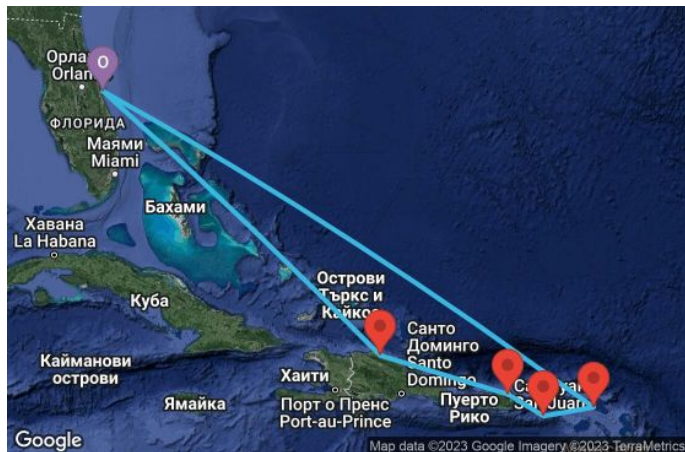 O
Орла
Orlan
ФЛОРИДА
Маями
Miami
Бахами
Хавана
La Habana
Куба
Острови
Търкс и
Кайкос
Кайманови
острови
Санто
Доминго
Santo
Domingo
Хаити
Пуерто
Рико
San Juan
Ямайка
Порт о Пренс
Port-au-Prince
Google
Map data ©2023 Google Imagery ©2023 TerraMetrics